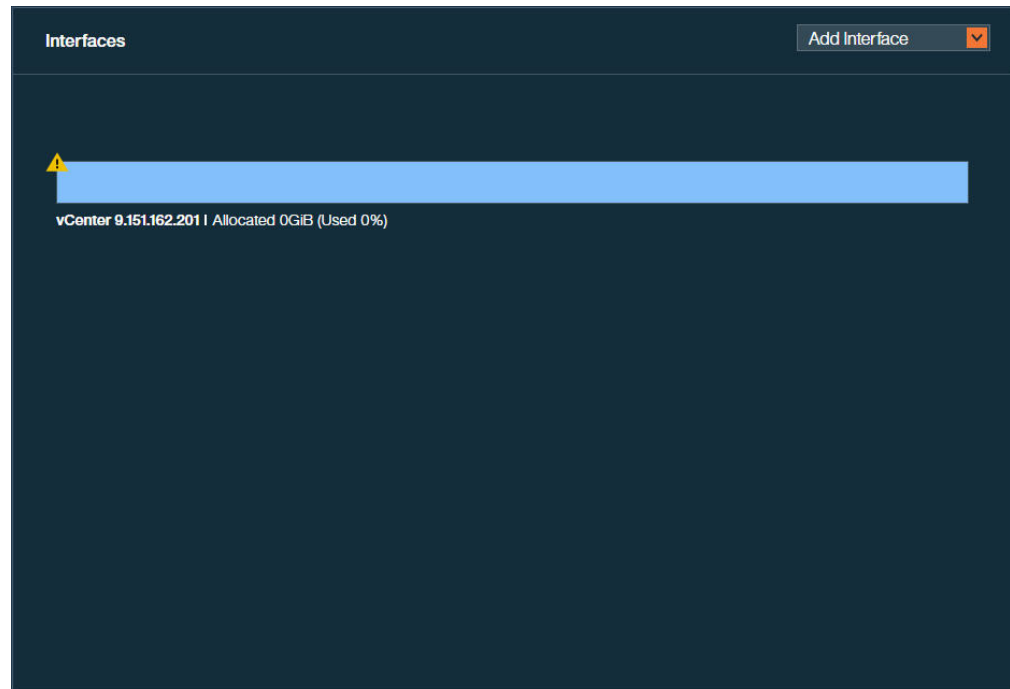 Interfaces
Add Interface
vCenter 9.151.162.201 | Allocated 0GiB (Used 0%)